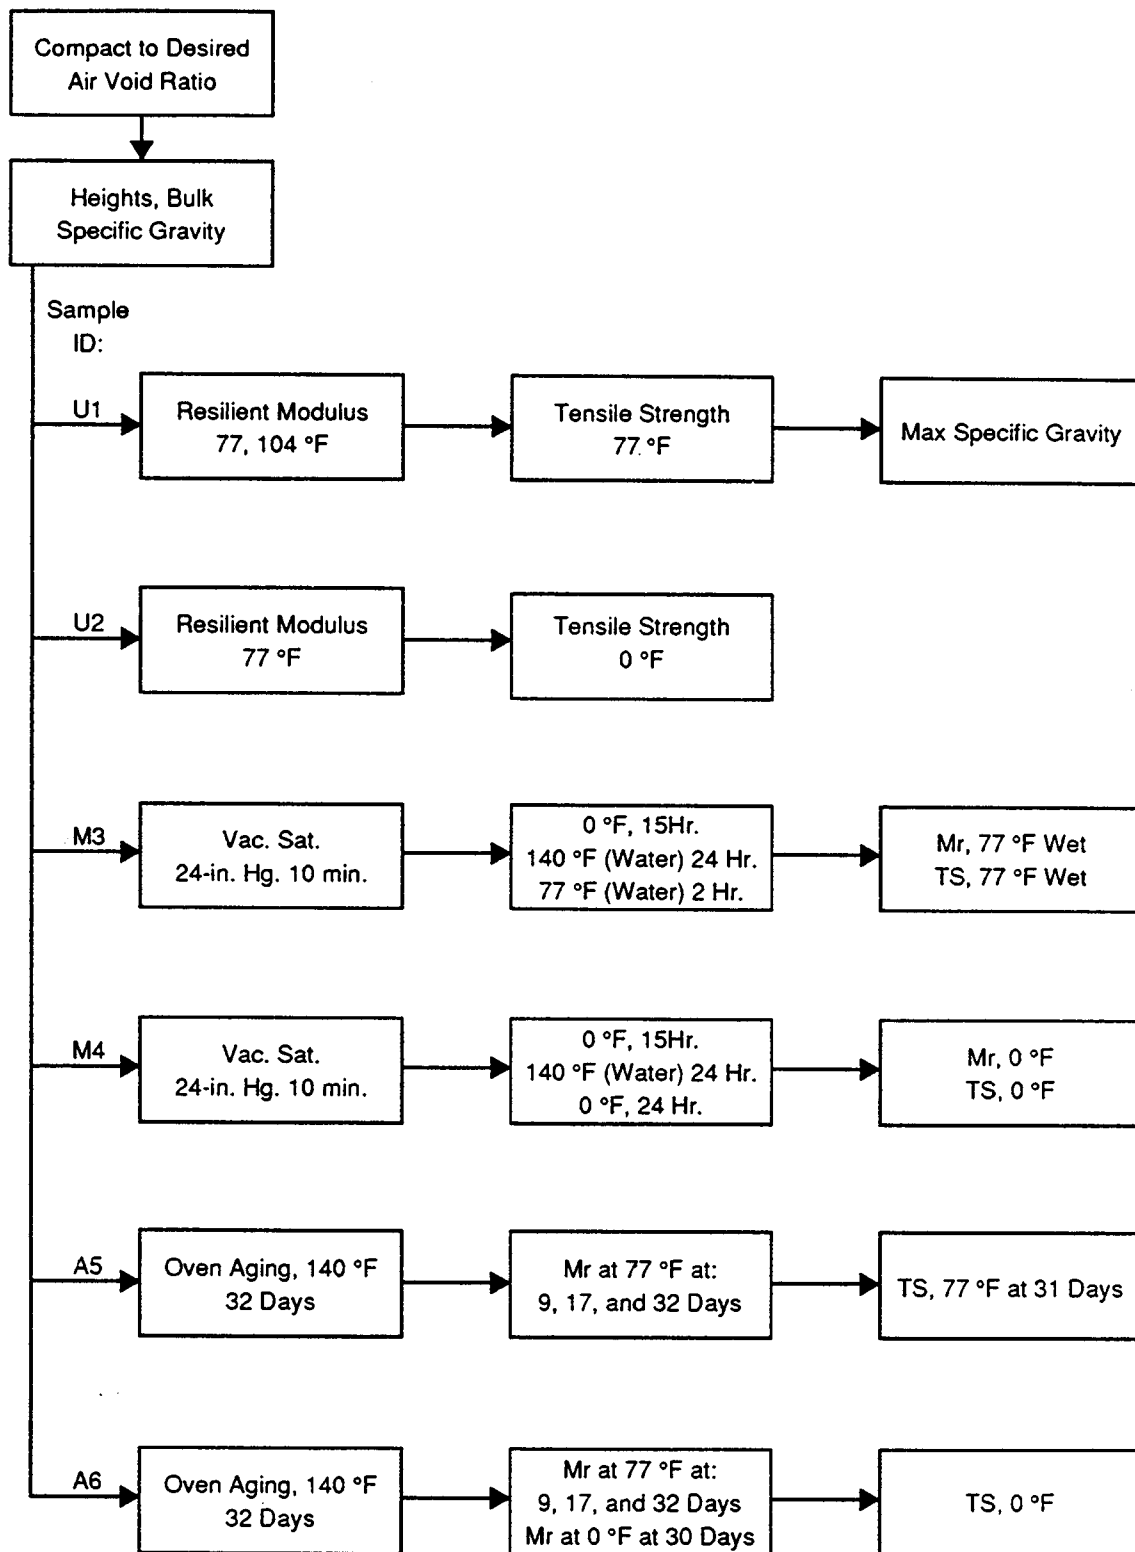 Compact to Desired
Air Void Ratio
Heights, Bulk
Specific Gravity
Sample
ID:
U1
Resilient Modulus
77, 104 °F
Tensile Strength
77 °F
Max Specific Gravity
U2
Resilient Modulus
77 °F
Tensile Strength
0 °F
M3
Vac. Sat.
24-in. Hg. 10 min.
0 °F, 15Hr.
140 °F (Water) 24 Hr.
77 °F (Water) 2 Hr.
Mr, 77 °F Wet
TS, 77 °F Wet
M4
Vac. Sat.
24-in. Hg. 10 min.
0 °F, 15Hr.
140 °F (Water) 24 Hr.
0 °F, 24 Hr.
Mr, 0 °F
TS, 0 °F
A5
Oven Aging, 140 °F
32 Days
Mr at 77 °F at:
9, 17, and 32 Days
TS, 77 °F at 31 Days
A6
Oven Aging, 140 °F
32 Days
Mr at 77 °F at:
9, 17, and 32 Days
Mr at 0 °F at 30 Days
TS, 0 °F